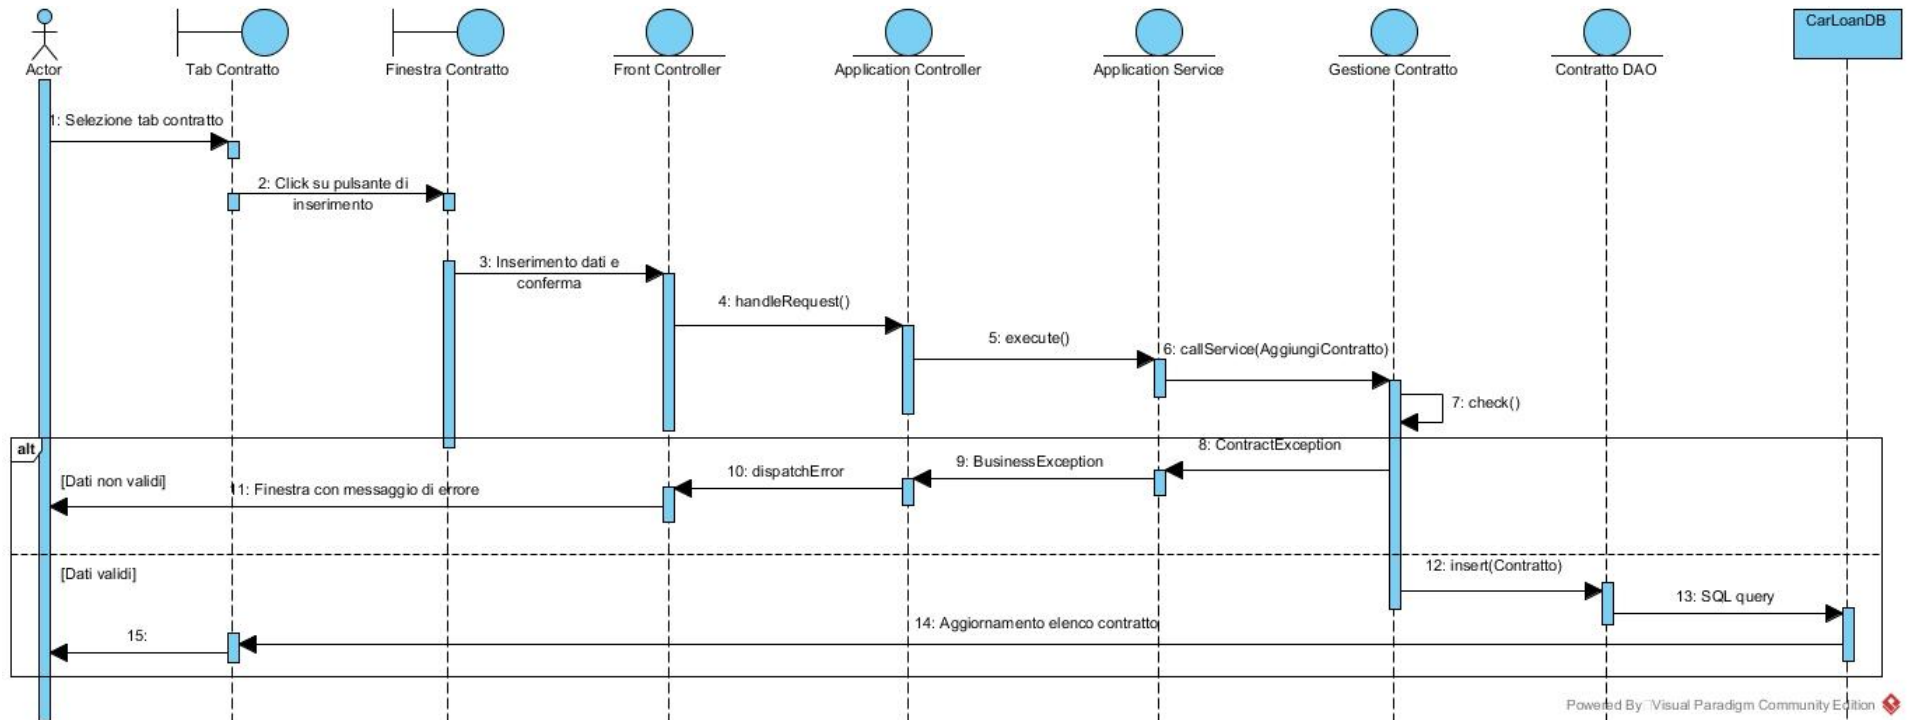 CarLoanDB
Actor
Tab Contratto
Finestra Contratto
Front Controller
Application Controller
Application Service
Gestione Contratto
Contratto DAO
1: Selezione tab contratto
2: Click su pulsante di
inserimento
3: Inserimento dati e
conferma
4: handleRequest()
5: execute()
6: callService(AggiungiContratto)
7: check()
alt
8: ContractException
9: BusinessException
10: dispatchError
[Dati non validi]
11: Finestra con messaggio di errore
[Dati validi]
12: insert(Contratto)
13: SQL query
14: Aggiornamento elenco contratto
15:
Powered By Visual Paradigm Community Edition